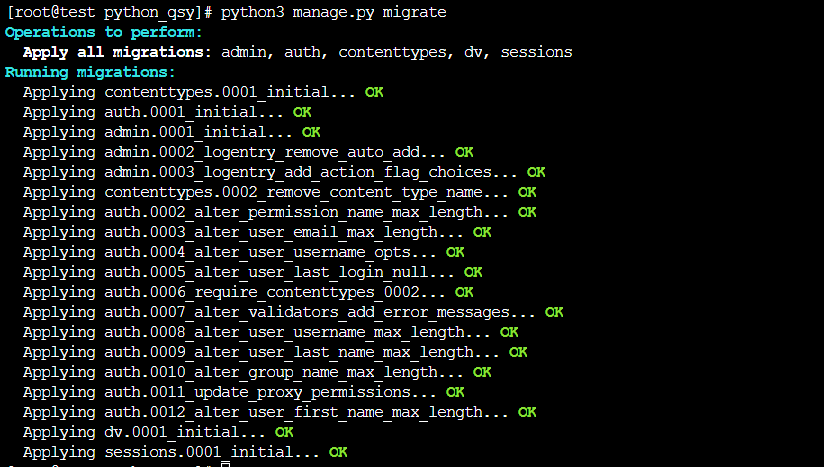 [root@test python_qsy]# python3 manage.py migrate
Operations to perform:
  Apply all migrations: admin, auth, contenttypes, dv, sessions
Running migrations:
  Applying contenttypes.0001_initial... OK
  Applying auth.0001_initial... OK
  Applying admin.0001_initial... OK
  Applying admin.0002_logentry_remove_auto_add... OK
  Applying admin.0003_logentry_add_action_flag_choices... OK
  Applying contenttypes.0002_remove_content_type_name... OK
  Applying auth.0002_alter_permission_name_max_length... OK
  Applying auth.0003_alter_user_email_max_length... OK
  Applying auth.0004_alter_user_username_opts... OK
  Applying auth.0005_alter_user_last_login_null... OK
  Applying auth.0006_require_contenttypes_0002... OK
  Applying auth.0007_alter_validators_add_error_messages... OK
  Applying auth.0008_alter_user_username_max_length... OK
  Applying auth.0009_alter_user_last_name_max_length... OK
  Applying auth.0010_alter_group_name_max_length... OK
  Applying auth.0011_update_proxy_permissions... OK
  Applying auth.0012_alter_user_first_name_max_length... OK
  Applying dv.0001_initial... OK
  Applying sessions.0001_initial... OK